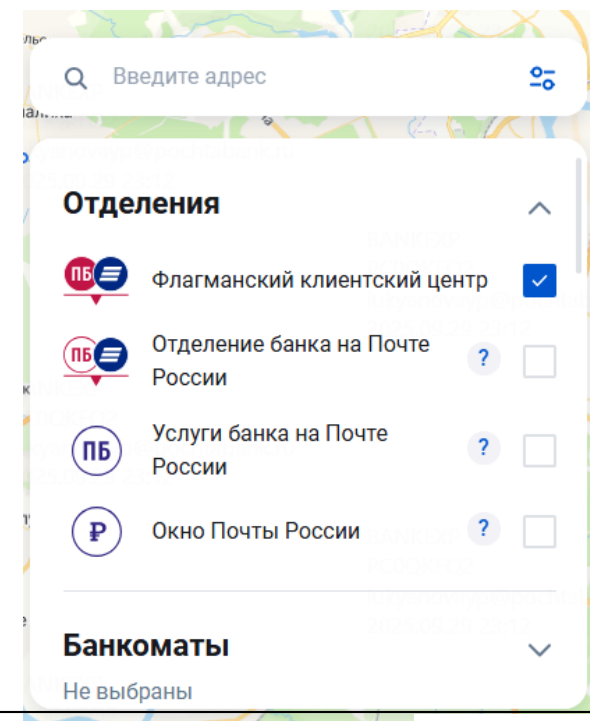 Введите адрес
Отделения
ПБ
Флагманский клиентский центр
ПБ
Отделение банка на Почте
России
?
ПБ
Услуги банка на Почте
России
?
₽
Окно Почты России
?
Банкоматы
Не выбраны